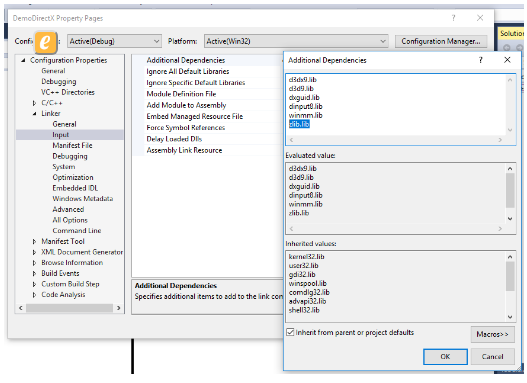 DemoDirectX Property Pages
Active(Debug)
Platform:
Active(Win32)
Configuration Manager...
Solution
Configuration Properties
General
Debugging
VC++ Directories
C/C++
Linker
General
Input
Manifest File
Debugging
System
Optimization
Embedded IDL
Windows Metadata
Advanced
All Options
Command Line
Manifest Tool
XML Document Generator
Browse Information
Build Events
Custom Build Step
Code Analysis
Additional Dependencies
Ignore All Default Libraries
Ignore Specific Default Libraries
Module Definition File
Add Module to Assembly
Embed Managed Resource File
Force Symbol References
Delay Loaded Dlls
Assembly Link Resource
Additional Dependencies
Specifies additional items to add to the link com
Additional Dependencies
d3dx9.lib
d3d9.lib
dxguid.lib
dinput8.lib
winmm.lib
zlib.lib
Evaluated value:
d3dx9.lib
d3d9.lib
dxguid.lib
dinput8.lib
winmm.lib
zlib.lib
Inherited values:
kernel32.lib
user32.lib
gdi32.lib
winspool.lib
comdlg32.lib
advapi32.lib
shell32.lib
Inherit from parent or project defaults
Macros>>
OK
Cancel